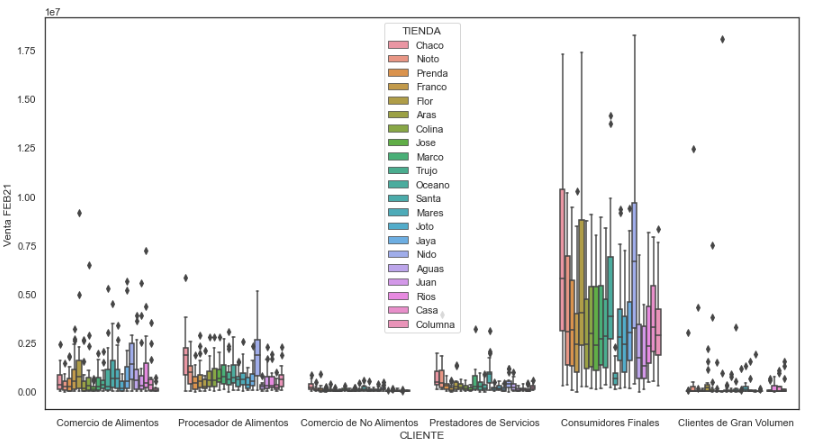 1e7
1.75
1.50
1.25
1.00
0.75
0.50
0.25
0.00
Venta FEB21
TIENDA
Chaco
Nioto
Prenda
Franco
Flor
Aras
Colina
Jose
Marco
Trujo
Oceano
Santa
Mares
Joto
Jaya
Nido
Aguas
Juan
Rios
Casa
Columna
Comercio de Alimentos
Procesador de Alimentos
Comercio de No Alimentos
Prestadores de Servicios
Consumidores Finales
Clientes de Gran Volumen
CLIENTE